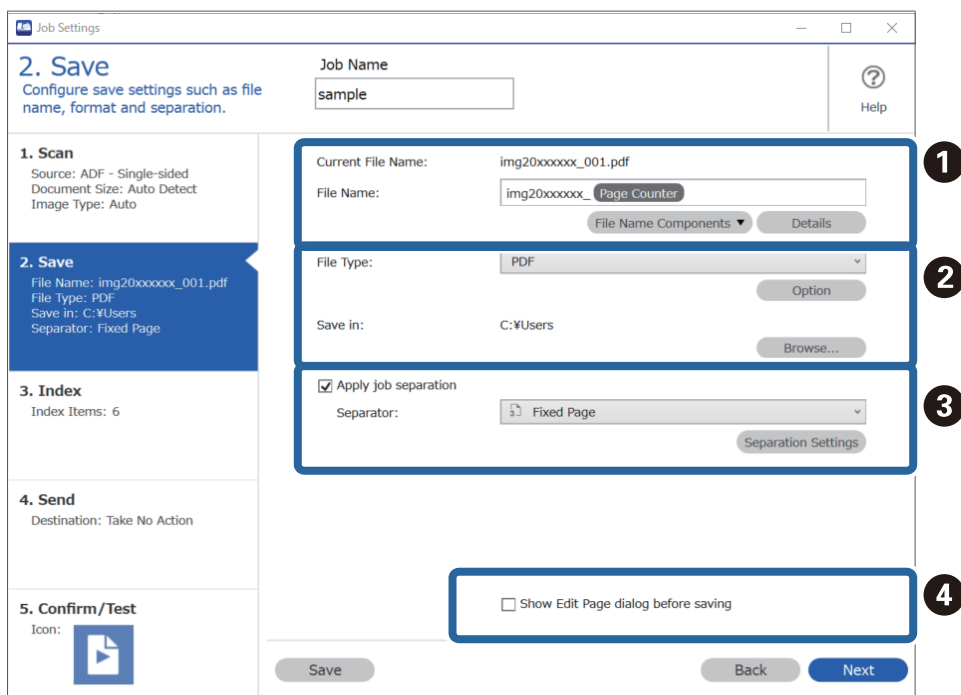 Job Settings
2. Save
Configure save settings such as file
name, format and separation.
Job Name
sample
Help
1. Scan
Source: ADF - Single-sided
Document Size: Auto Detect
Image Type: Auto
2. Save
File Name: img20xxxxxx_001.pdf
File Type: PDF
Save in: C:¥Users
Separator: Fixed Page
3. Index
Index Items: 6
4. Send
Destination: Take No Action
5. Confirm/Test
Icon:
Current File Name: img20xxxxxx_001.pdf
File Name: img20xxxxxx_ Page Counter
File Name Components ▼ Details
1
File Type: PDF
Option
Save in: C:¥Users
Browse...
2
Apply job separation
Separator: Fixed Page
Separation Settings
3
Show Edit Page dialog before saving
4
Save Back Next